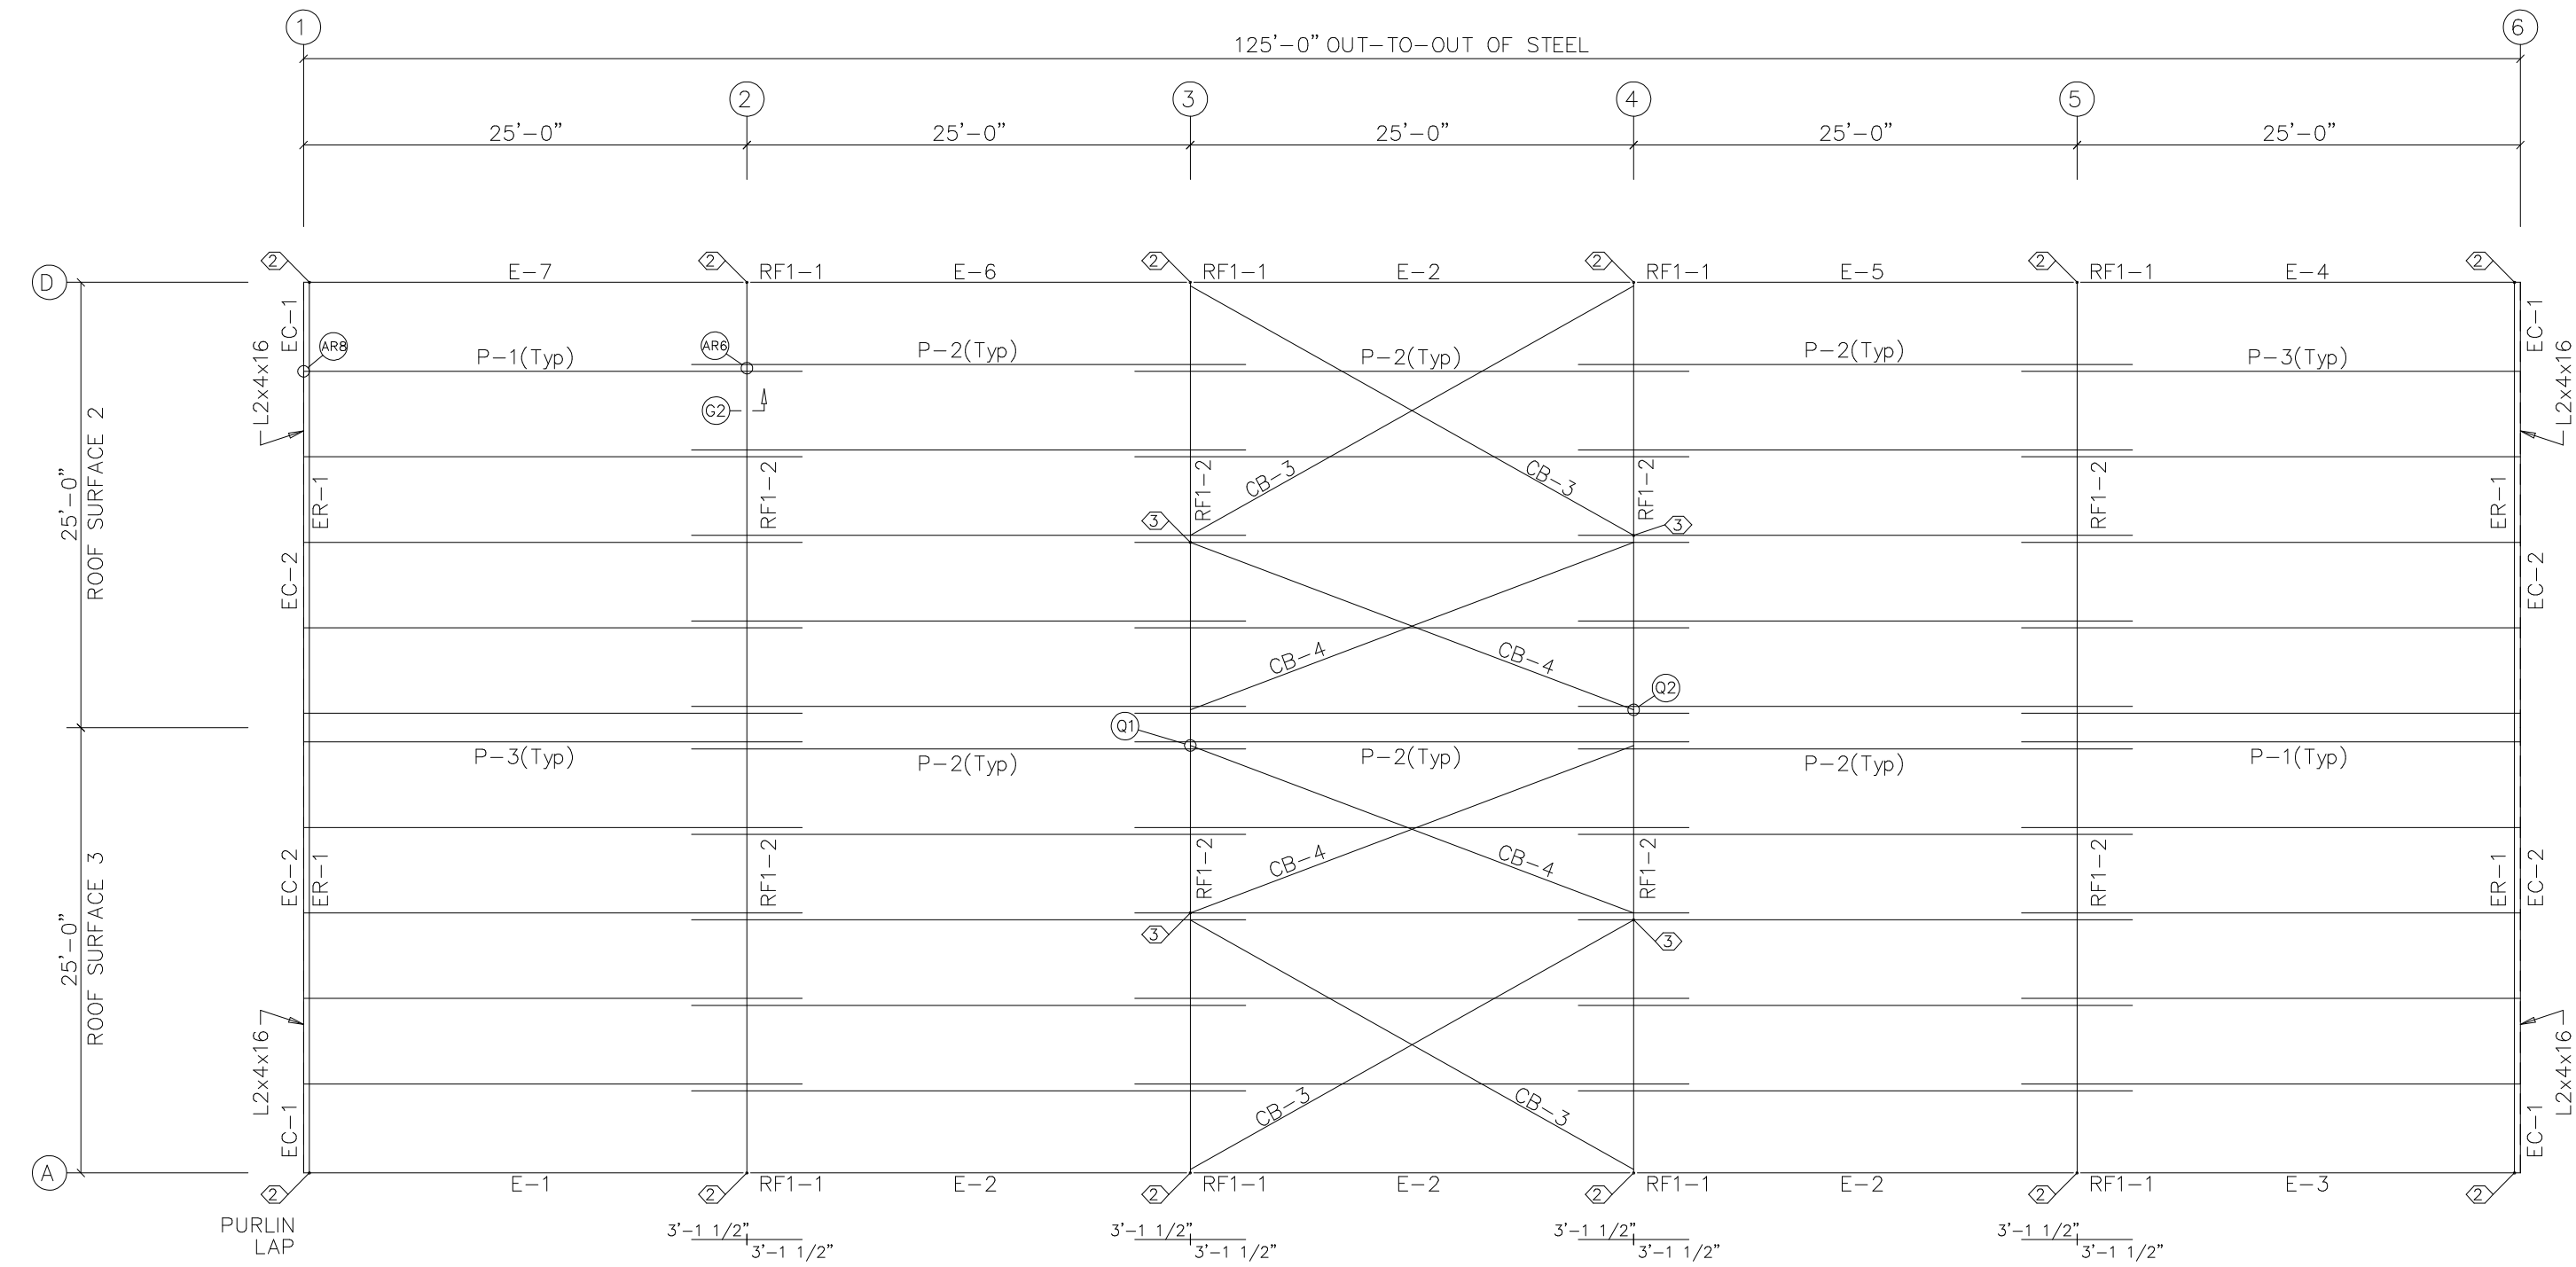 1
6
125'-0" OUT-TO-OUT OF STEEL
2
3
4
5
25'-0"
25'-0"
25'-0"
25'-0"
25'-0"
2
2
2
2
2
2
D
E-7
RF1-1
E-6
RF1-1
E-2
RF1-1
E-5
RF1-1
E-4
EC-1
EC-1
L2x4x16
L2x4x16
AR8
AR6
P-1(Typ)
P-2(Typ)
P-2(Typ)
P-2(Typ)
P-3(Typ)
G2
25'-0"
ROOF SURFACE 2
ER-1
RF1-2
RF1-2
CB-3
CB-3
RF1-2
RF1-2
ER-1
3
3
EC-2
EC-2
CB-4
CB-4
Q2
Q1
P-3(Typ)
P-2(Typ)
P-2(Typ)
P-2(Typ)
P-1(Typ)
25'-0"
ROOF SURFACE 3
EC-2
ER-1
RF1-2
RF1-2
CB-4
CB-4
RF1-2
RF1-2
ER-1
EC-2
3
3
L2x4x16
L2x4x16
EC-1
CB-3
CB-3
EC-1
A
2
E-1
2
RF1-1
E-2
2
RF1-1
E-2
2
RF1-1
E-2
2
RF1-1
E-3
2
PURLIN
LAP
3'-1 1/2"
3'-1 1/2"
3'-1 1/2"
3'-1 1/2"
3'-1 1/2"
3'-1 1/2"
3'-1 1/2"
3'-1 1/2"